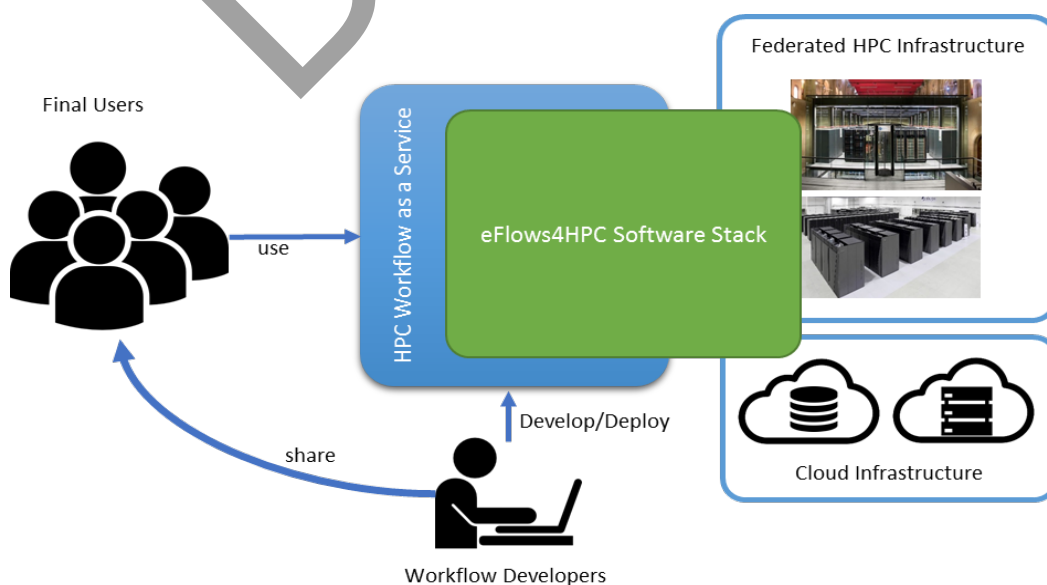 Federated HPC Infrastructure
Final Users
HPC Workflow as a Service
eFlows4HPC Software Stack
use
Develop/Deploy
share
Cloud Infrastructure
Workflow Developers